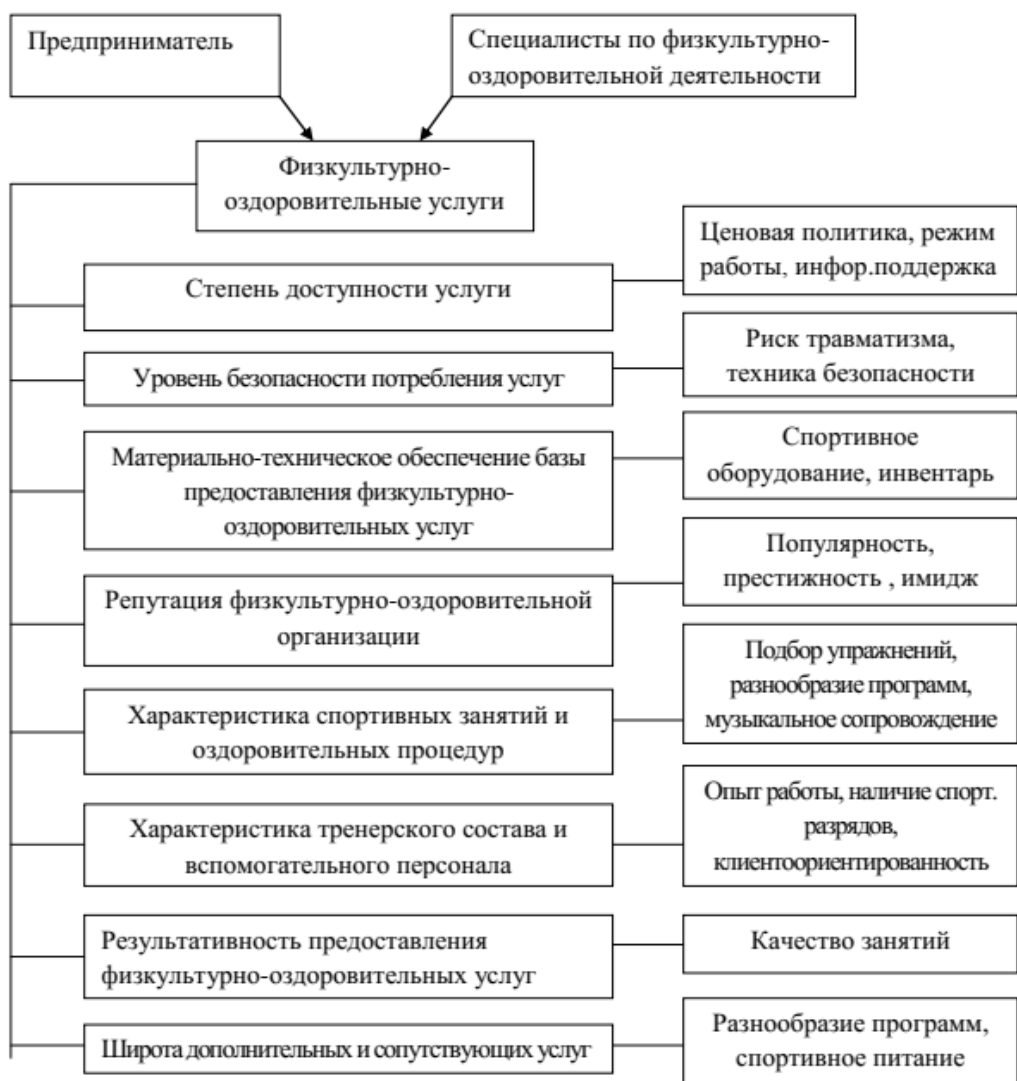 Предприниматель
Специалисты по физкультурно-
оздоровительной деятельности
Физкультурно-
оздоровительные услуги
Степень доступности услуги
Ценовая политика, режим
работы, инфор.поддержка
Уровень безопасности потребления услуг
Риск травматизма,
техника безопасности
Материально-техническое обеспечение базы
предоставления физкультурно-
оздоровительных услуг
Спортивное
оборудование, инвентарь
Репутация физкультурно-оздоровительной
организации
Популярность,
престижность , имидж
Характеристика спортивных занятий и
оздоровительных процедур
Подбор упражнений,
разнообразие программ,
музыкальное сопровождение
Характеристика тренерского состава и
вспомогательного персонала
Опыт работы, наличие спорт.
разрядов,
клиентоориентированность
Результативность предоставления
физкультурно-оздоровительных услуг
Качество занятий
Широта дополнительных и сопутствующих услуг
Разнообразие программ,
спортивное питание